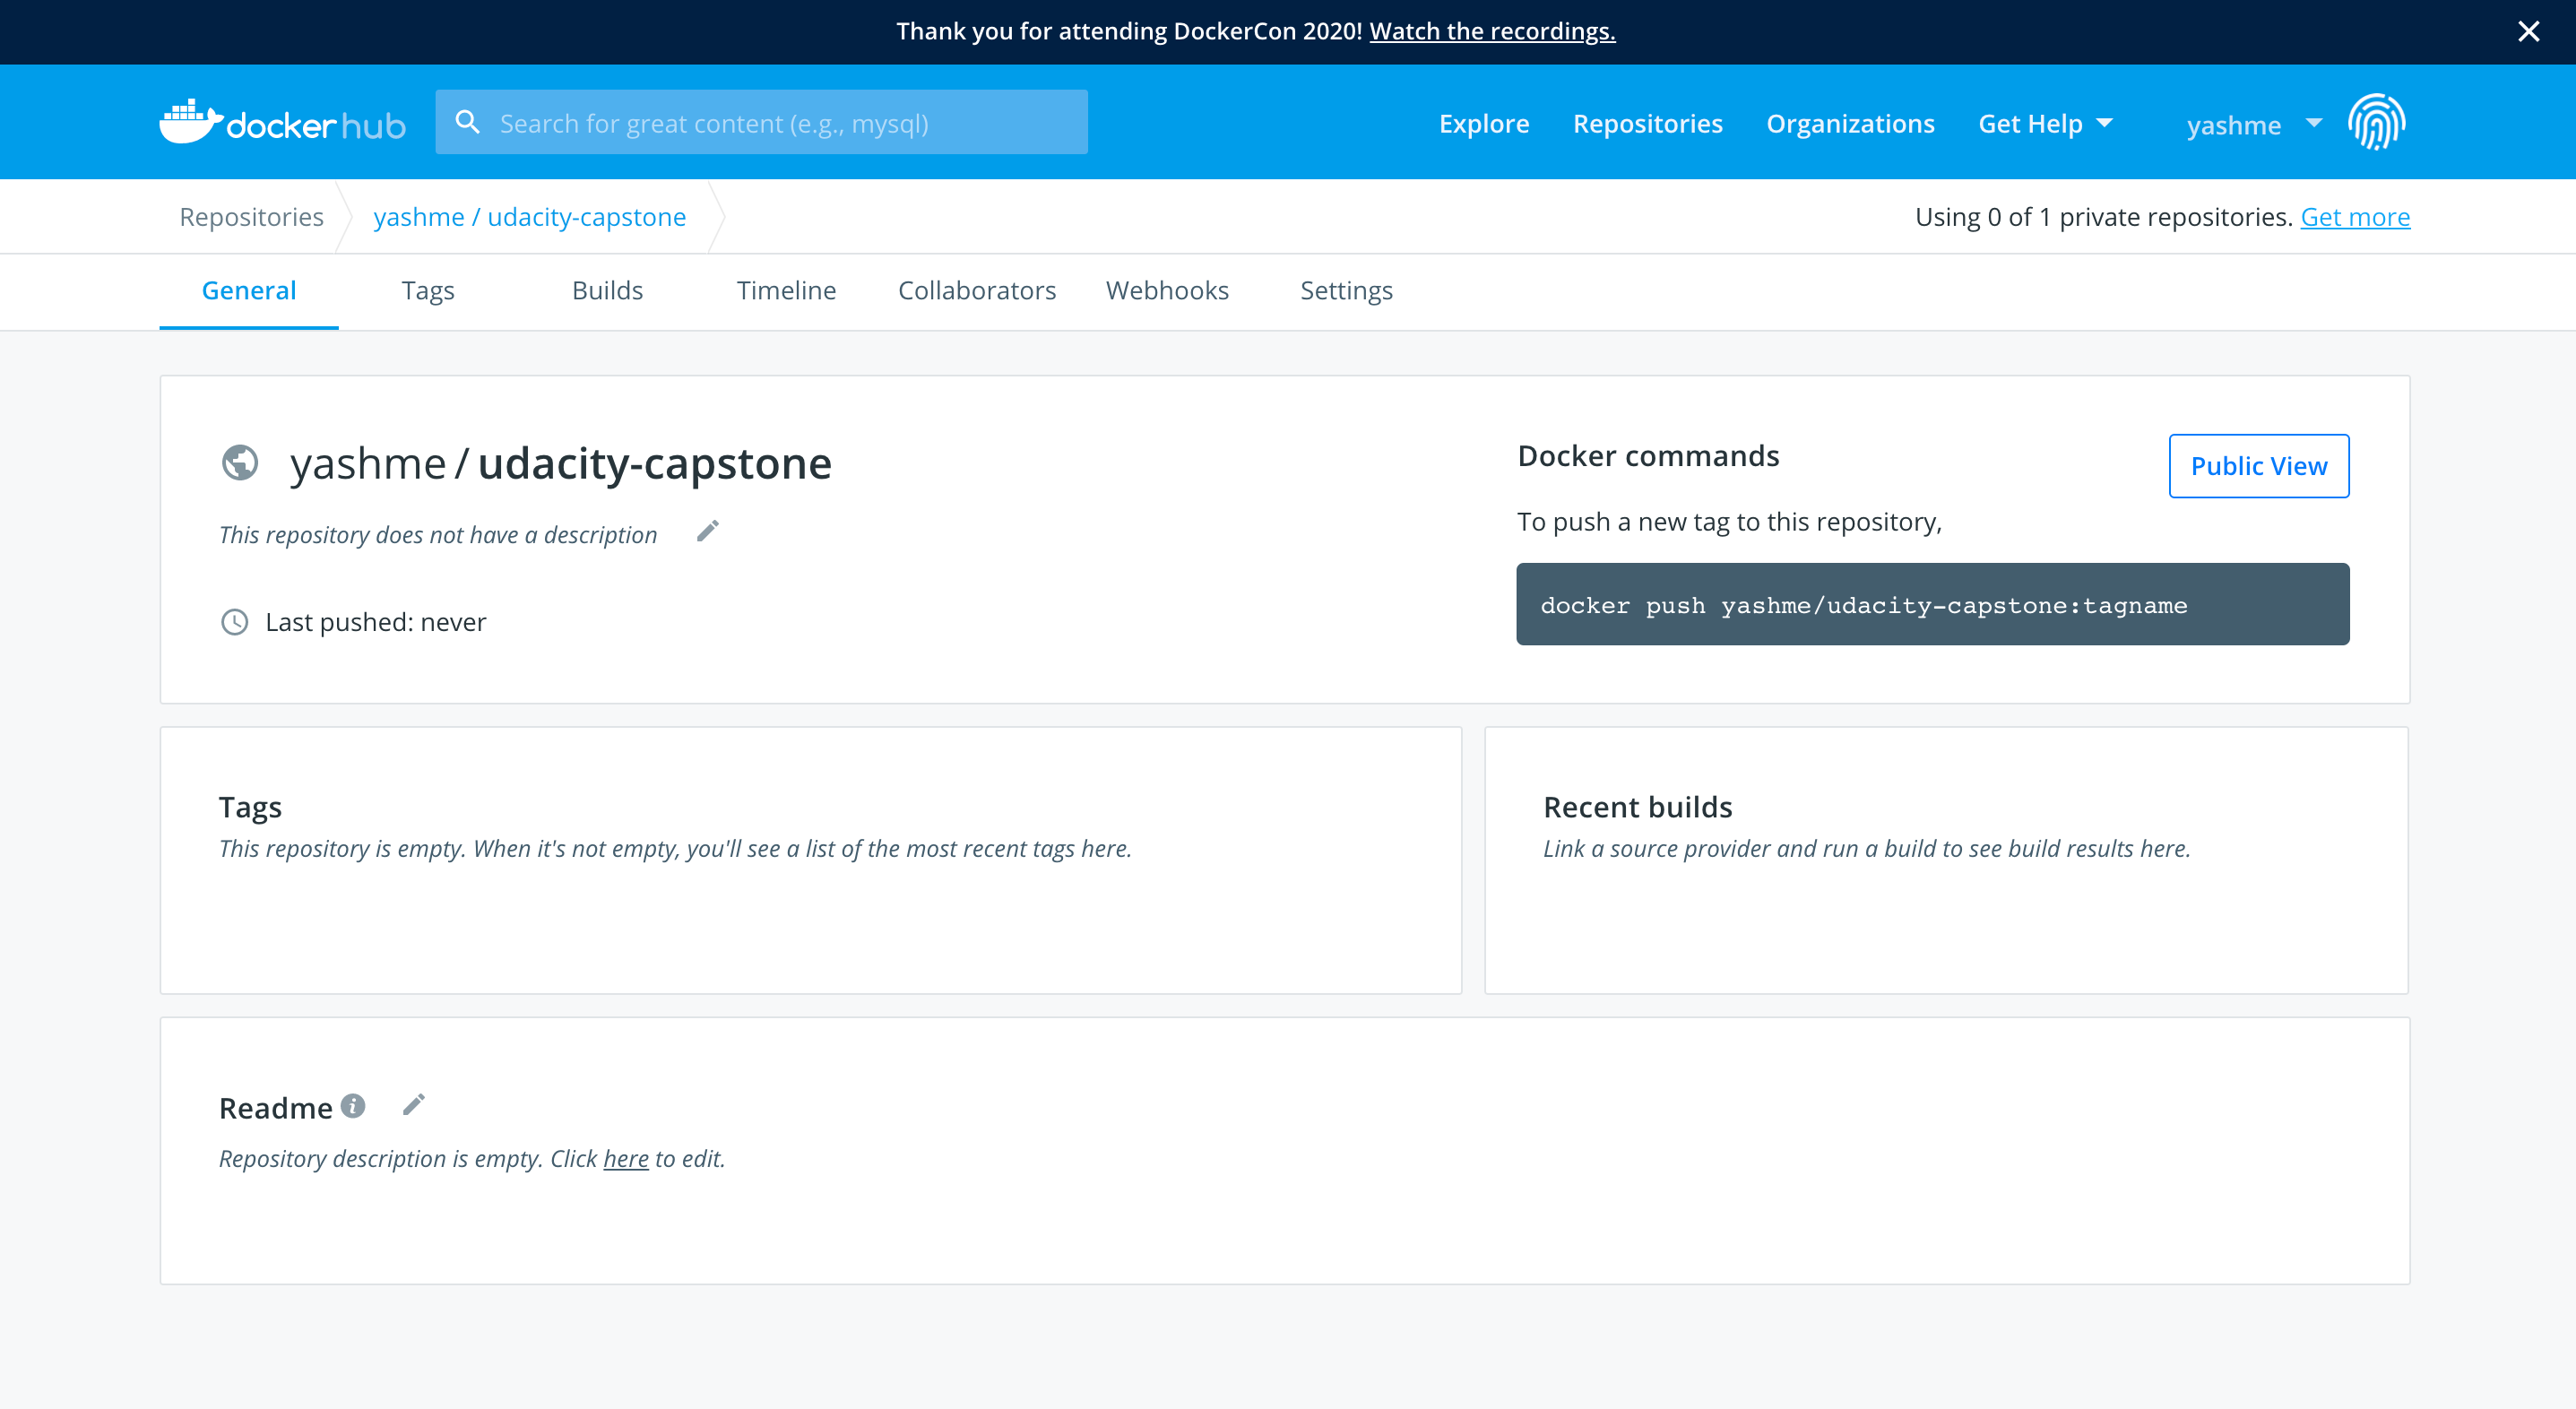 Thank you for attending DockerCon 2020! Watch the recordings.
docker hub
Search for great content (e.g., mysql)
Explore Repositories Organizations Get Help yashme
Repositories yashme / udacity-capstone Using 0 of 1 private repositories. Get more
General Tags Builds Timeline Collaborators Webhooks Settings
yashme / udacity-capstone
This repository does not have a description
Last pushed: never
Docker commands
Public View
To push a new tag to this repository,
docker push yashme/udacity-capstone:tagname
Tags
This repository is empty. When it's not empty, you'll see a list of the most recent tags here.
Recent builds
Link a source provider and run a build to see build results here.
Readme
Repository description is empty. Click here to edit.